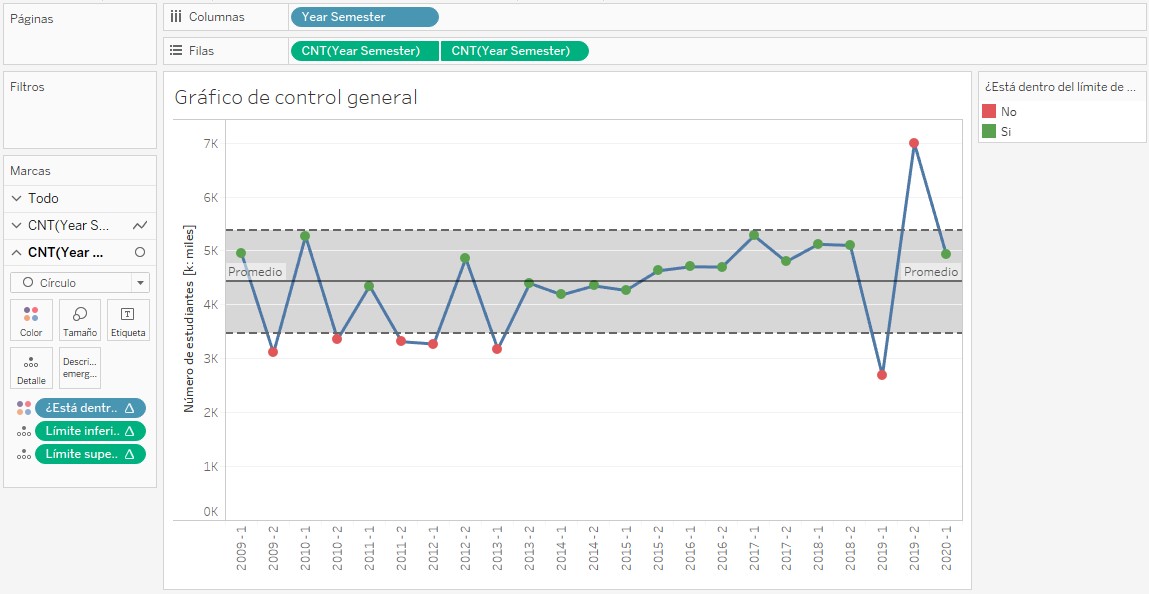 Páginas
Columnas
Year Semester
Filas
CNT(Year Semester)
CNT(Year Semester)
Filtros
Marcas
Todo
CNT(Year S...
CNT(Year ...
Círculo
Color
Tamaño
Etiqueta
Detalle
Descri...
emerg...
¿Está dentr..
Límite inferi..
Límite supe..
Gráfico de control general
Número de estudiantes [k: miles]
7K
6K
5K
4K
3K
2K
1K
0K
Promedio
Promedio
2009 - 1
2009 - 2
2010 - 1
2010 - 2
2011 - 1
2011 - 2
2012 - 1
2012 - 2
2013 - 1
2013 - 2
2014 - 1
2014 - 2
2015 - 1
2015 - 2
2016 - 1
2016 - 2
2017 - 1
2017 - 2
2018 - 1
2018 - 2
2019 - 1
2019 - 2
2020 - 1
¿Está dentro del límite de ...
No
Si